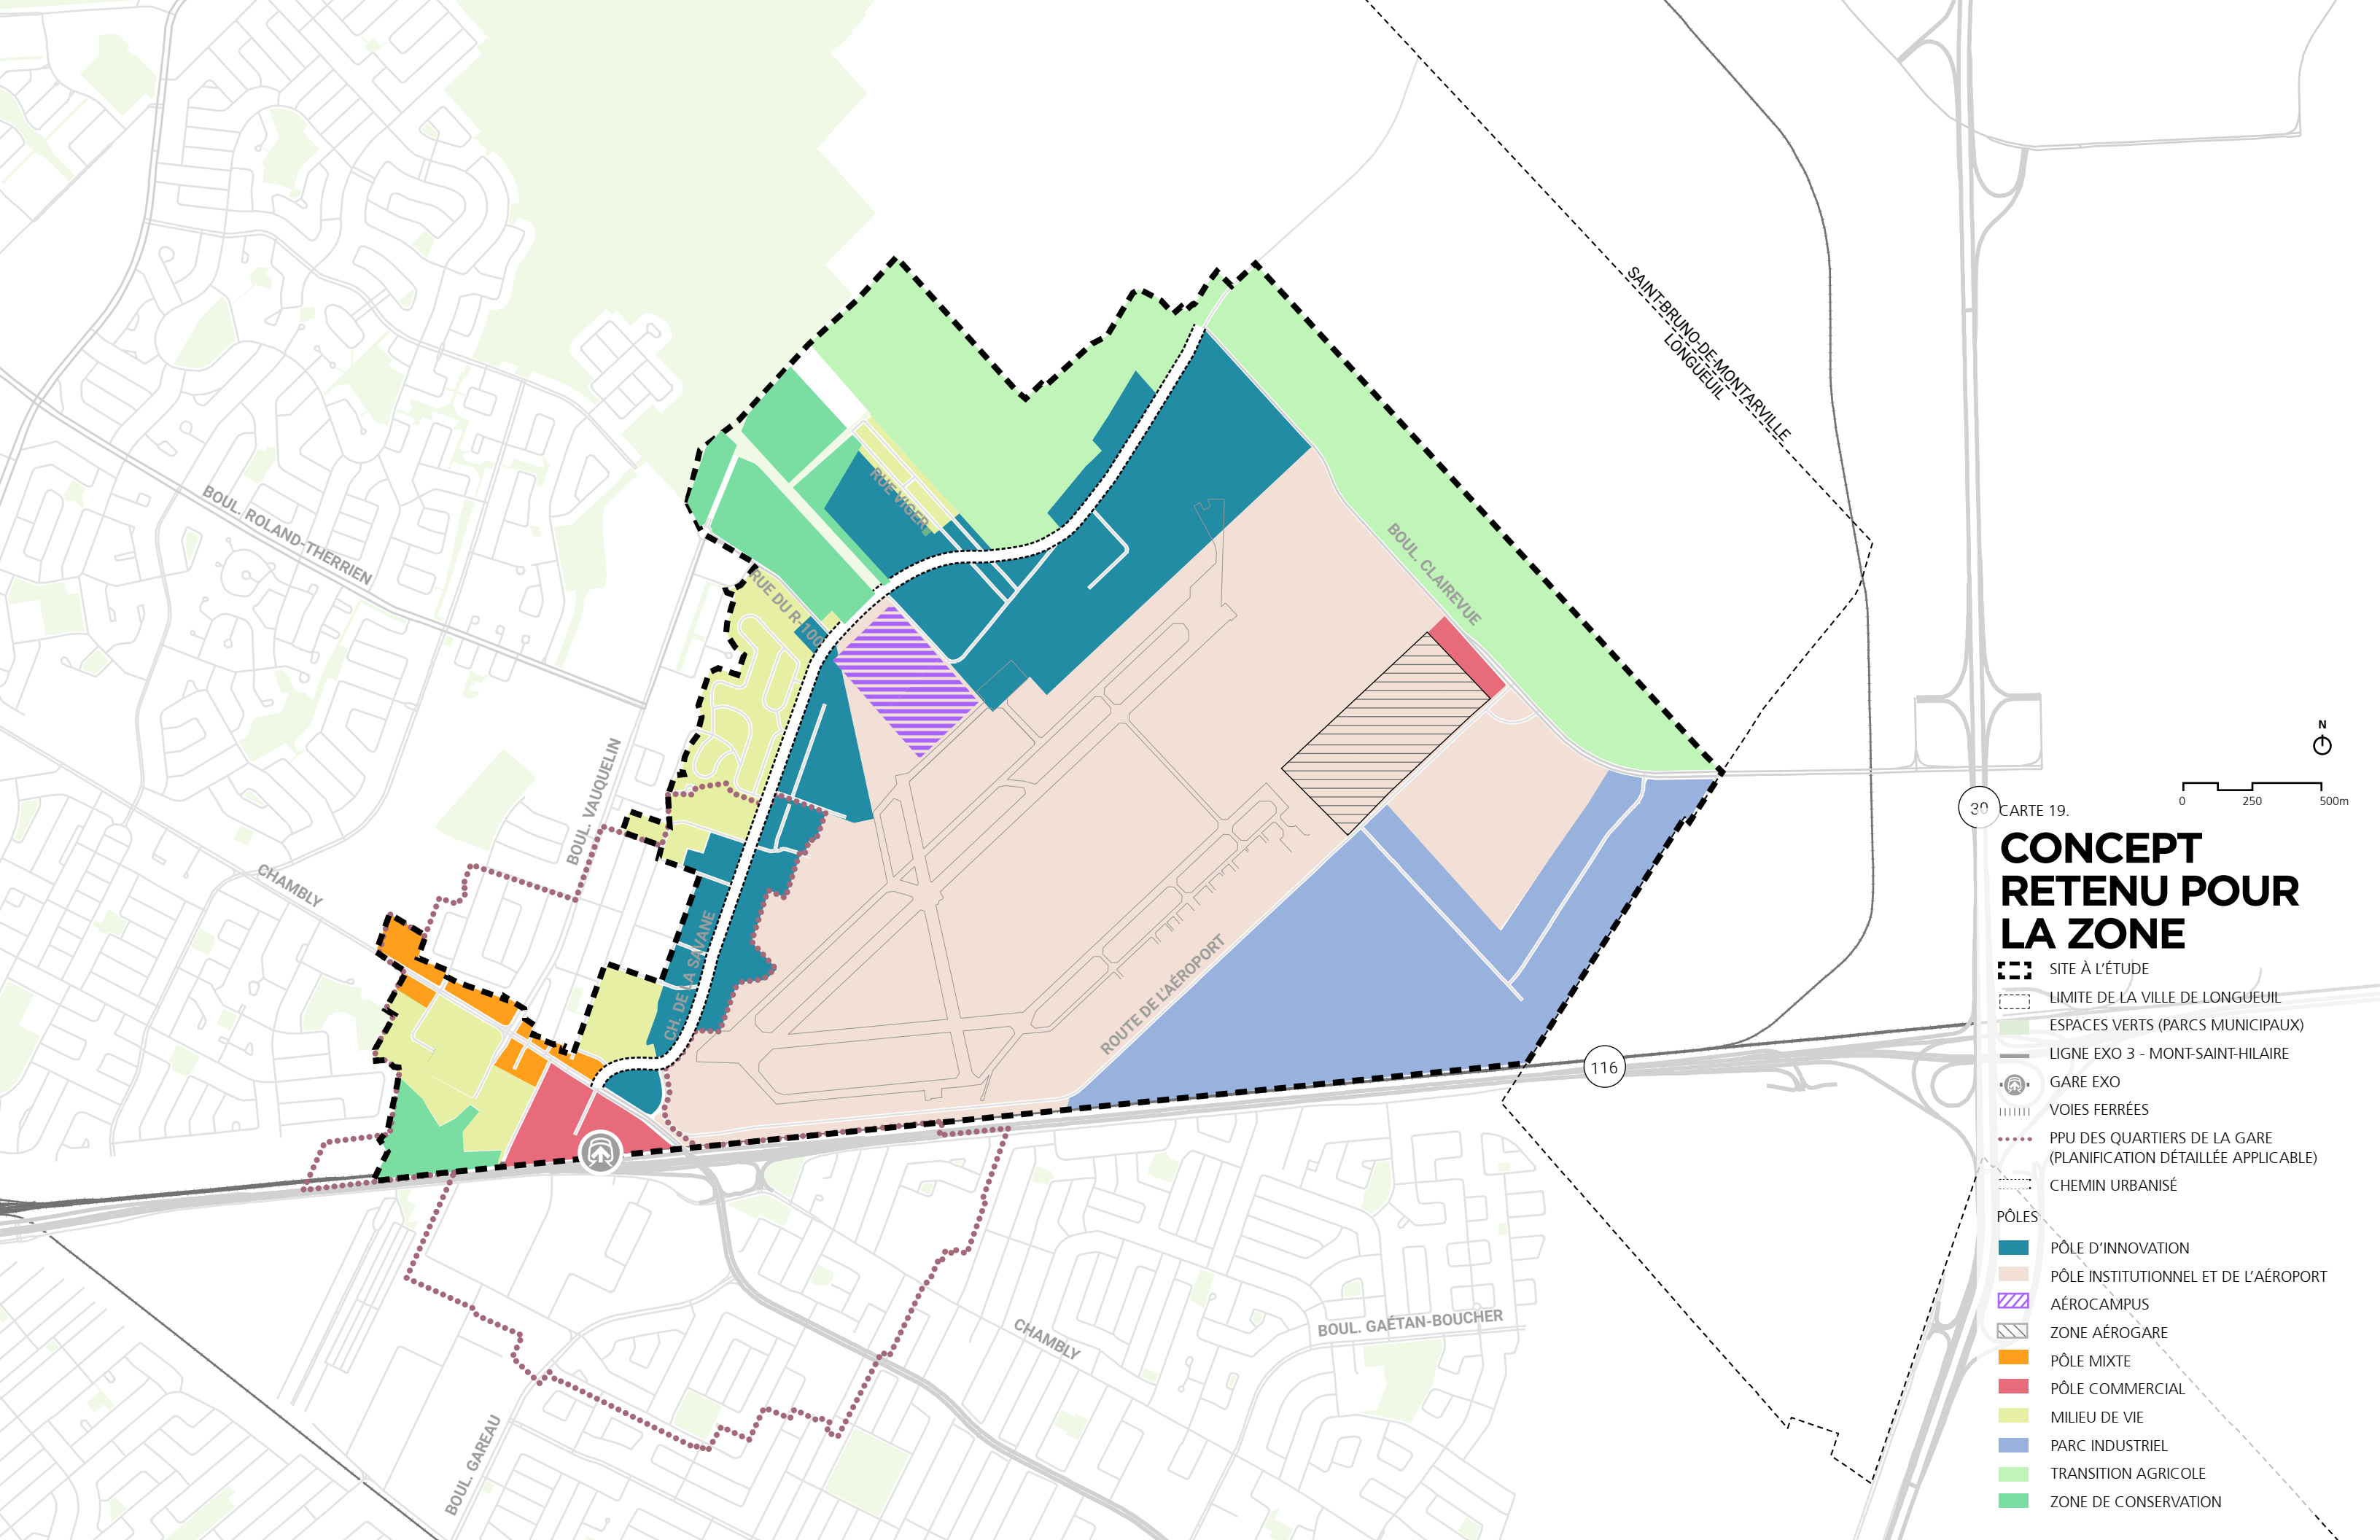 SAINT-BRUNO-DE-MONTARVILLE
LONGUEUIL
BOUL. ROLAND-THERRIEN
RUE VIGER
BOUL. CLAIREVUE
RUE DU R-100
BOUL. VAUQUELIN
CHAMBLY
CH. DE LA SAVANE
ROUTE DE L'AÉROPORT
116
30
BOUL. GAÉTAN-BOUCHER
CHAMBLY
BOUL. GAREAU
N
0 250 500m
CARTE 19.
CONCEPT
RETENU POUR
LA ZONE
SITE À L'ÉTUDE
LIMITE DE LA VILLE DE LONGUEUIL
ESPACES VERTS (PARCS MUNICIPAUX)
LIGNE EXO 3 - MONT-SAINT-HILAIRE
GARE EXO
VOIES FERRÉES
PPU DES QUARTIERS DE LA GARE
(PLANIFICATION DÉTAILLÉE APPLICABLE)
CHEMIN URBANISÉ
PÔLES
PÔLE D'INNOVATION
PÔLE INSTITUTIONNEL ET DE L'AÉROPORT
AÉROCAMPUS
ZONE AÉROGARE
PÔLE MIXTE
PÔLE COMMERCIAL
MILIEU DE VIE
PARC INDUSTRIEL
TRANSITION AGRICOLE
ZONE DE CONSERVATION